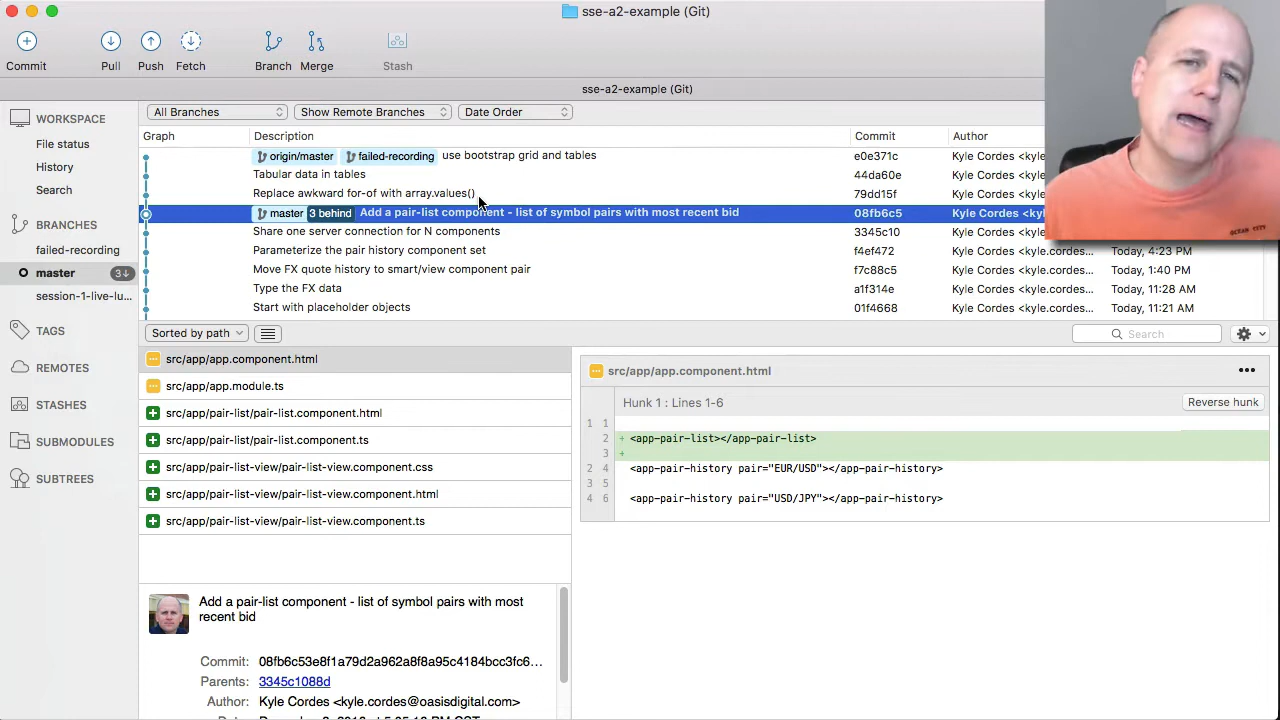 sse-a2-example (Git)
Commit
Pull
Push
Fetch
Branch
Merge
Stash
sse-a2-example (Git)
All Branches
Show Remote Branches
Date Order
Graph
Description
Commit
Author
origin/master failed-recording use bootstrap grid and tables e0e371c Kyle Cordes <k
Tabular data in tables 44da60e Kyle Cordes <k
Replace awkward for-of with array.values() 79dd15f Kyle Cordes <k
master 3 behind Add a pair-list component - list of symbol pairs with most recent bid 08fb6c5 Kyle Cordes <k
Share one server connection for N components 3345c10 Kyle Cordes <k
Parameterize the pair history component set f4ef472 Kyle Cordes <kyle.cordes... Today, 4:23 PM
Move FX quote history to smart/view component pair f7c88c5 Kyle Cordes <kyle.cordes... Today, 1:40 PM
Type the FX data a1f314e Kyle Cordes <kyle.cordes... Today, 11:28 AM
Start with placeholder objects 01f4668 Kyle Cordes <kyle.cordes... Today, 11:21 AM
WORKSPACE
File status
History
Search
BRANCHES
failed-recording
master 3↓
session-1-live-lu...
TAGS
REMOTES
STASHES
SUBMODULES
SUBTREES
Sorted by path
Search
src/app/app.component.html
src/app/app.module.ts
src/app/pair-list/pair-list.component.html
src/app/pair-list/pair-list.component.ts
src/app/pair-list-view/pair-list-view.component.css
src/app/pair-list-view/pair-list-view.component.html
src/app/pair-list-view/pair-list-view.component.ts
src/app/app.component.html
Hunk 1 : Lines 1-6
Reverse hunk
1 1
2 + <app-pair-list></app-pair-list>
3 +
2 4 <app-pair-history pair="EUR/USD"></app-pair-history>
3 5
4 6 <app-pair-history pair="USD/JPY"></app-pair-history>
Add a pair-list component - list of symbol pairs with most
recent bid
Commit: 08fb6c53e8f1a79d2a962a8f8a95c4184bcc3fc6...
Parents: 3345c1088d
Author: Kyle Cordes <kyle.cordes@oasisdigital.com>